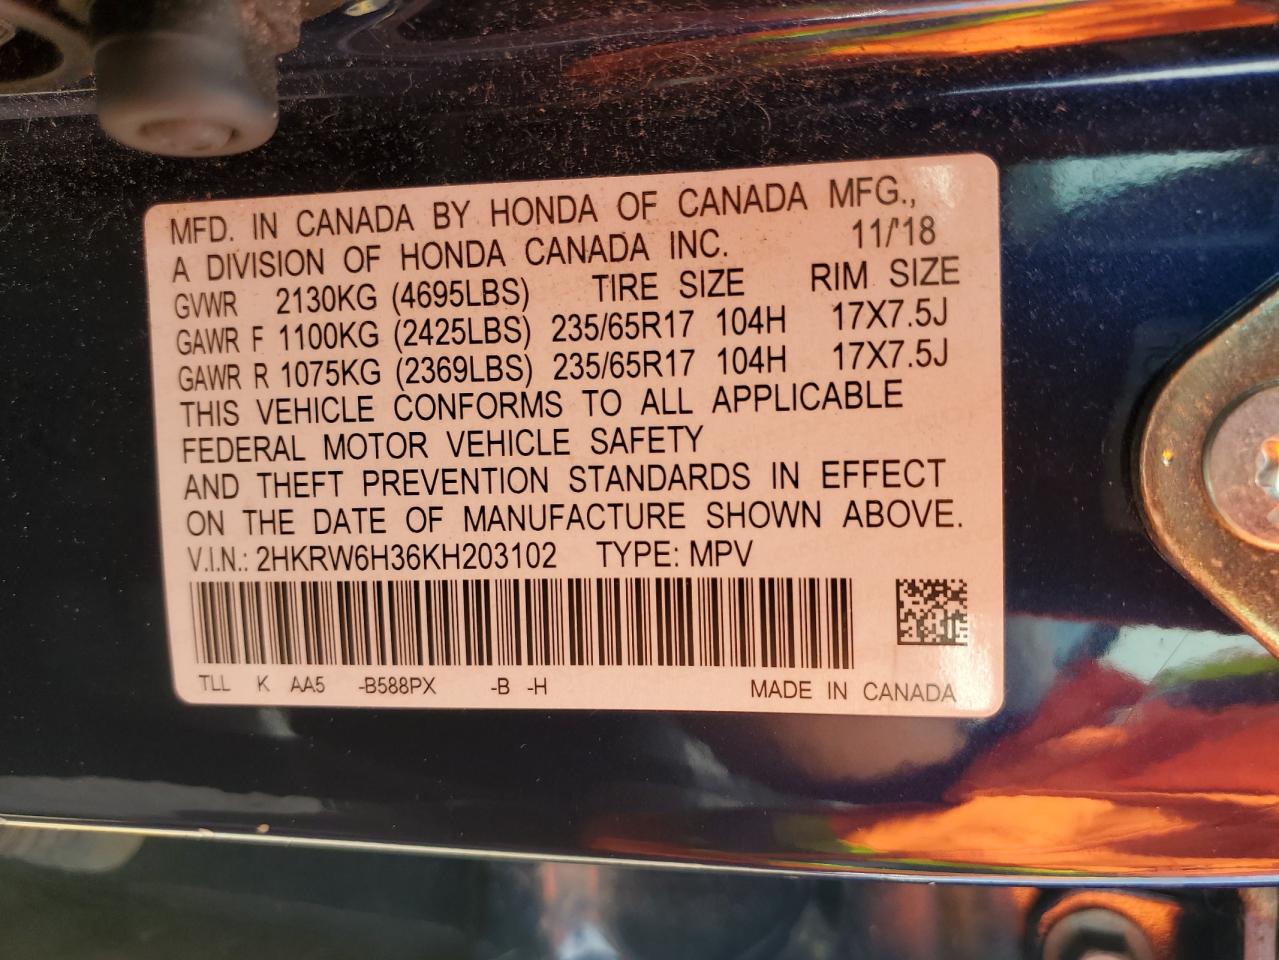 MFD. IN CANADA BY HONDA OF CANADA MFG.,
A DIVISION OF HONDA CANADA INC. 11/'18
GVWR 2130KG (4695LBS) TIRE SIZE RIM SIZE
GAWR F 1100KG (2425LBS) 235/65R17 104H 17X7.5J
GAWR R 1075KG (2369LBS) 235/65R17 104H 17X7.5J
THIS VEHICLE CONFORMS TO ALL APPLICABLE
FEDERAL MOTOR VEHICLE SAFETY
AND THEFT PREVENTION STANDARDS IN EFFECT
ON THE DATE OF MANUFACTURE SHOWN ABOVE.
V.I.N.: 2HKRW6H36KH203102 TYPE: MPV
TLL K AA5 -B588PX -B -H MADE IN CANADA